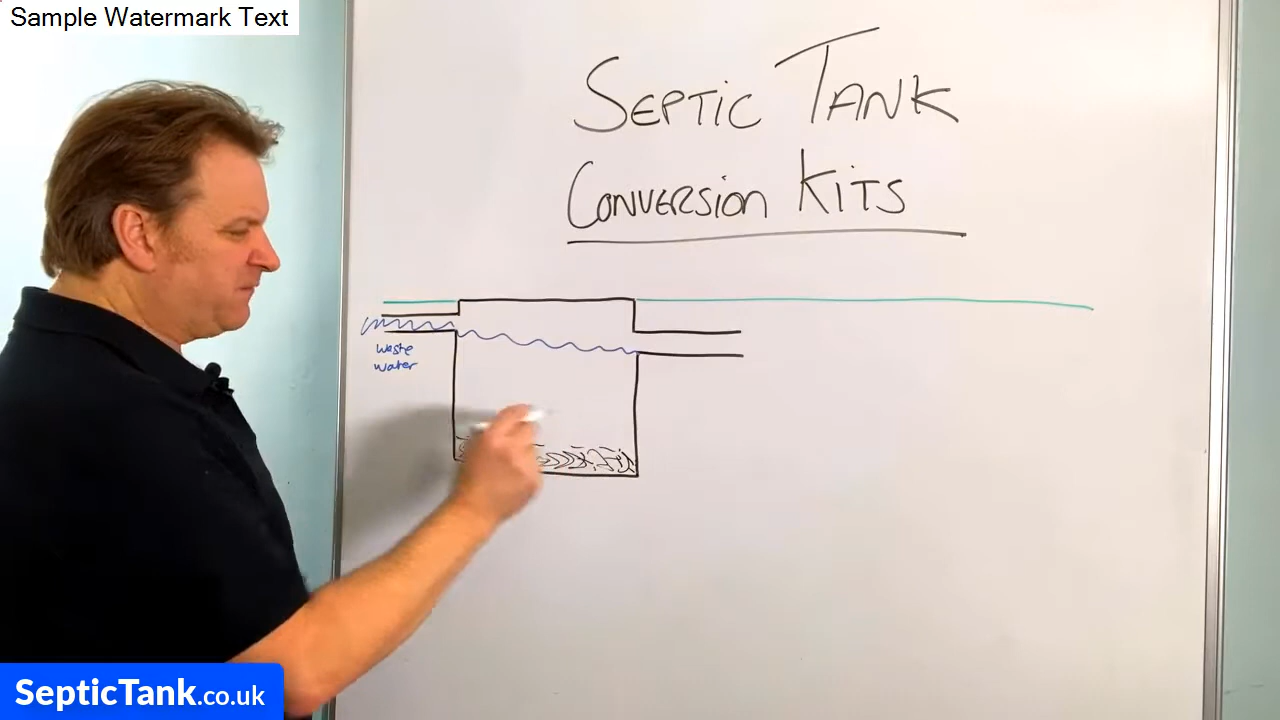 Sample Watermark Text
SEPTIC TANK
CONVERSION KITS
waste
water
SepticTank.co.uk